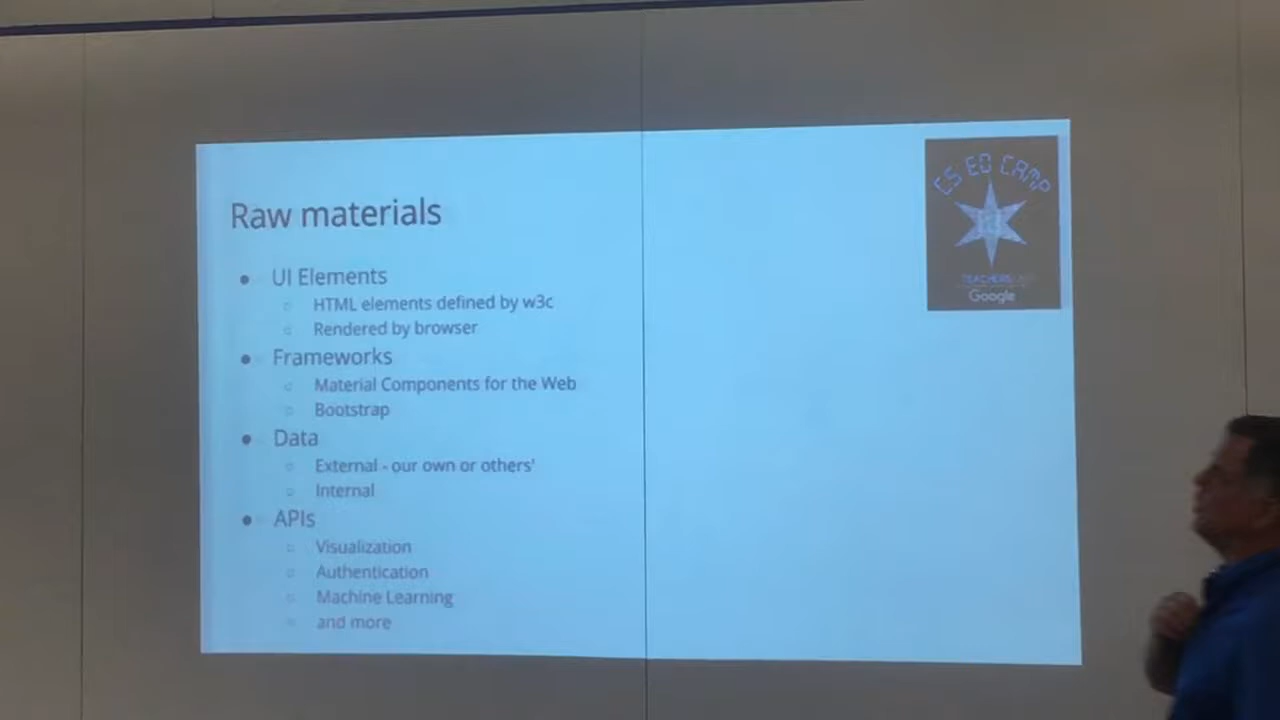 CS ED CAMP
TEACHERS
Google
Raw materials
UI Elements
HTML elements defined by w3c
Rendered by browser
Frameworks
Material Components for the Web
Bootstrap
Data
External - our own or others'
Internal
APIs
Visualization
Authentication
Machine Learning
and more